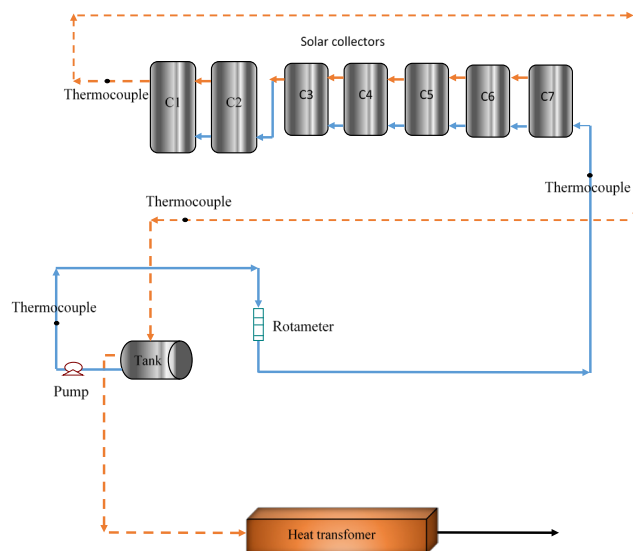 Solar collectors
Thermocouple
C1
C2
C3
C4
C5
C6
C7
Thermocouple
Thermocouple
Thermocouple
Rotameter
Tank
Pump
Heat transfomer